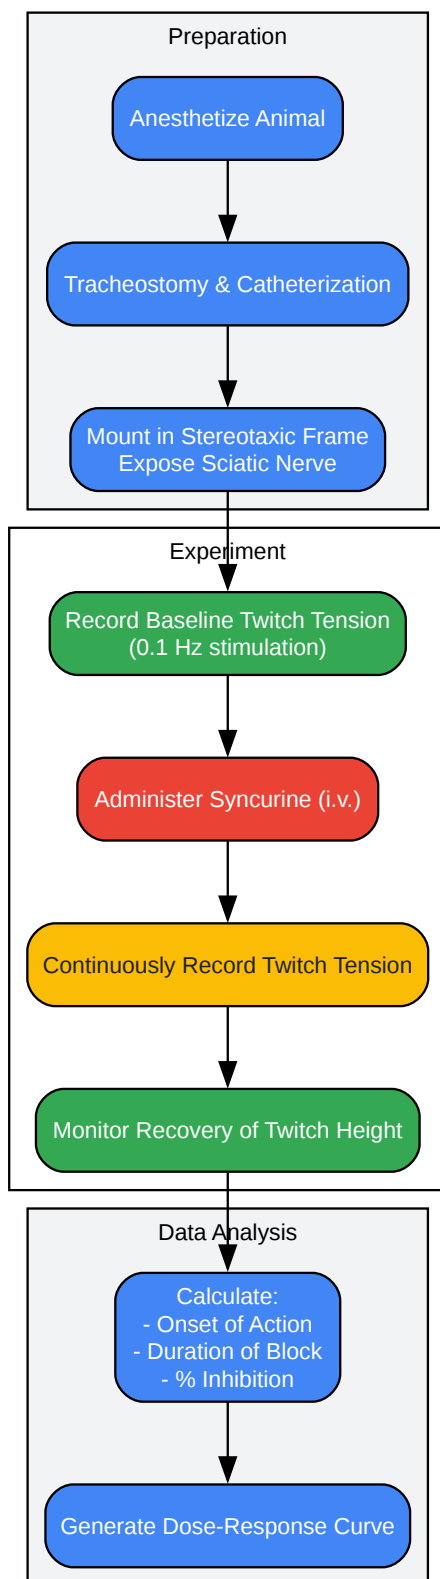 Preparation
Anesthetize Animal
Tracheostomy & Catheterization
Mount in Stereotaxic Frame
Expose Sciatic Nerve
Experiment
Record Baseline Twitch Tension
(0.1 Hz stimulation)
Administer Syncurine (i.v.)
Continuously Record Twitch Tension
Monitor Recovery of Twitch Height
Data Analysis
Calculate:
- Onset of Action
- Duration of Block
- % Inhibition
Generate Dose-Response Curve